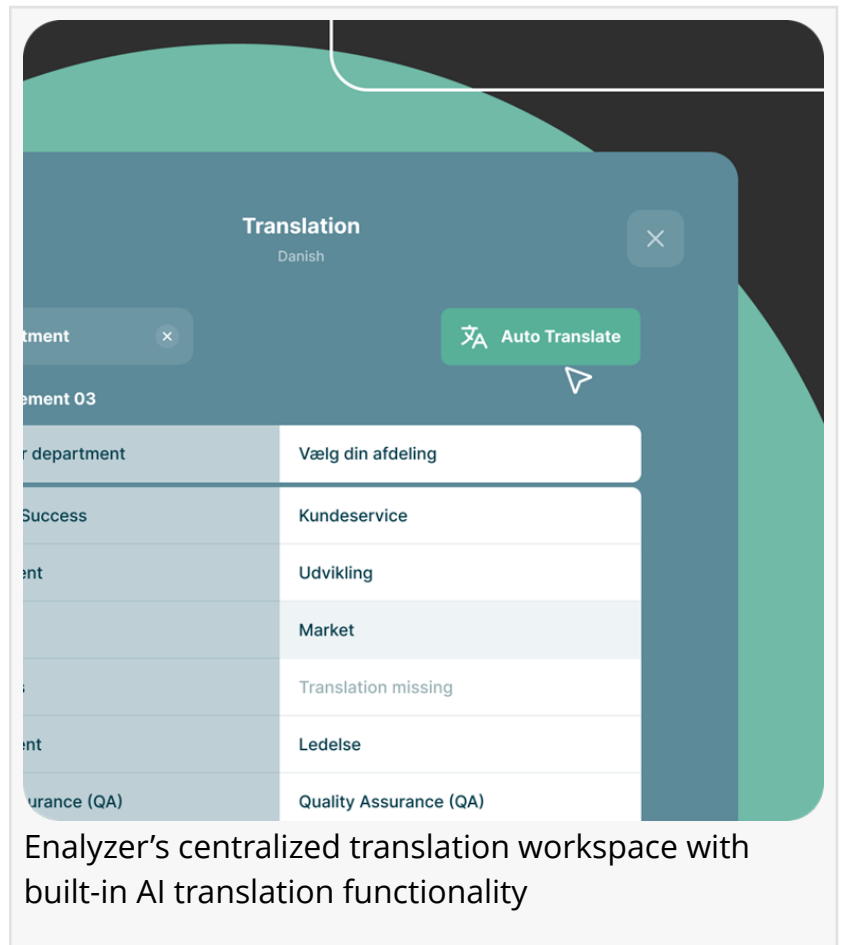 Translation
Danish
tment
Auto Translate
ement 03
r department Vælg din afdeling
Success Kundeservice
ent Udvikling
Market
s Translation missing
ent Ledelse
urance (QA) Quality Assurance (QA)
Enalyzer’s centralized translation workspace with
built-in AI translation functionality